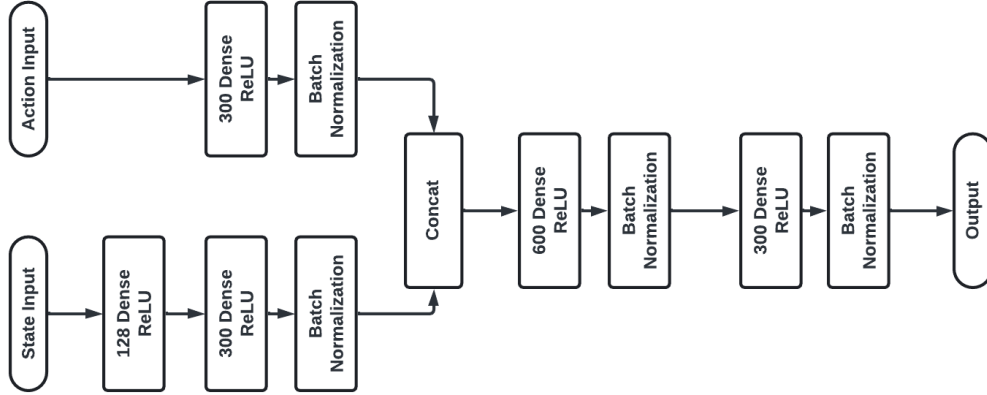 Action Input
300 Dense
ReLU
Batch
Normalization
State Input
128 Dense
ReLU
300 Dense
ReLU
Batch
Normalization
Concat
600 Dense
ReLU
Batch
Normalization
300 Dense
ReLU
Batch
Normalization
Output